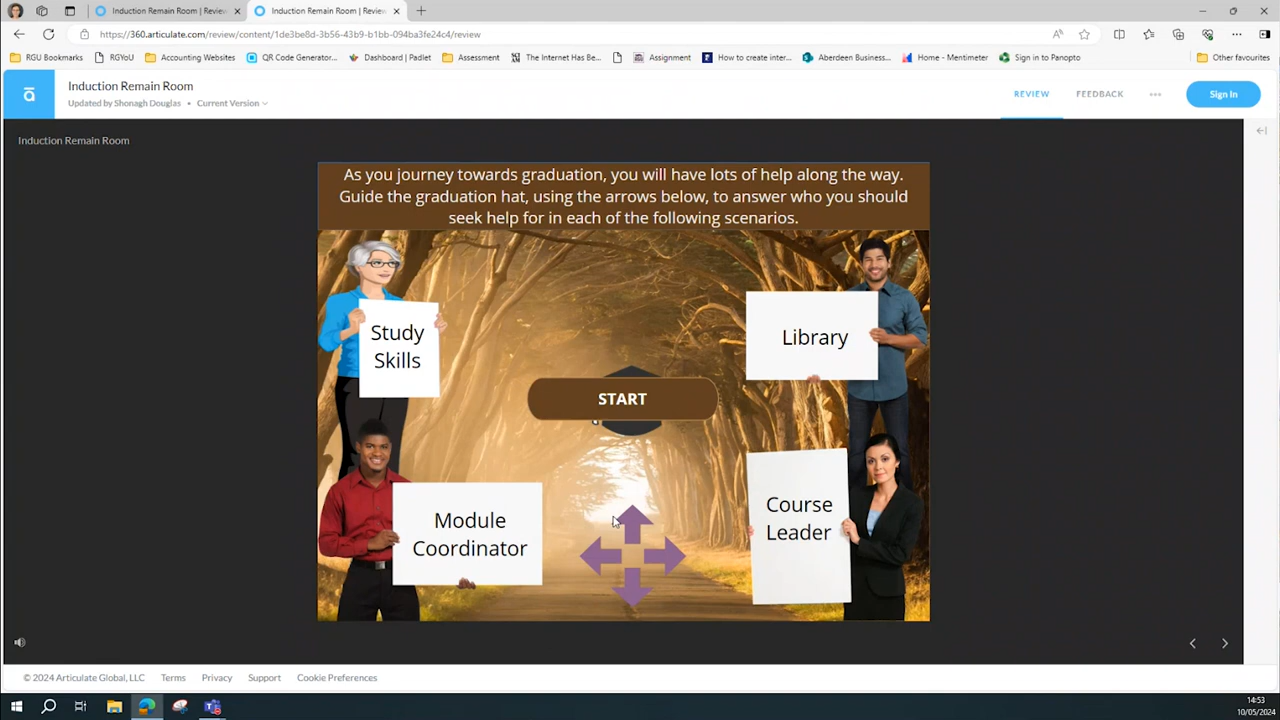 Induction Remain Room | Review
Induction Remain Room | Review
https://360.articulate.com/review/content/1de3be8d-3b56-43b9-b1bb-094ba3fe24c4/review
RGU Bookmarks
RGYoU
Accounting Websites
QR Code Generator...
Dashboard | Padlet
Assessment
The Internet Has Be...
Assignment
How to create inter...
Aberdeen Business...
Home - Mentimeter
Sign in to Panopto
Other favourites
Induction Remain Room
Updated by Shonagh Douglas • Current Version
REVIEW
FEEDBACK
Sign In
Induction Remain Room
As you journey towards graduation, you will have lots of help along the way.
Guide the graduation hat, using the arrows below, to answer who you should
seek help for in each of the following scenarios.
Study
Skills
Library
START
Module
Coordinator
Course
Leader
© 2024 Articulate Global, LLC
Terms
Privacy
Support
Cookie Preferences
14:53
10/05/2024